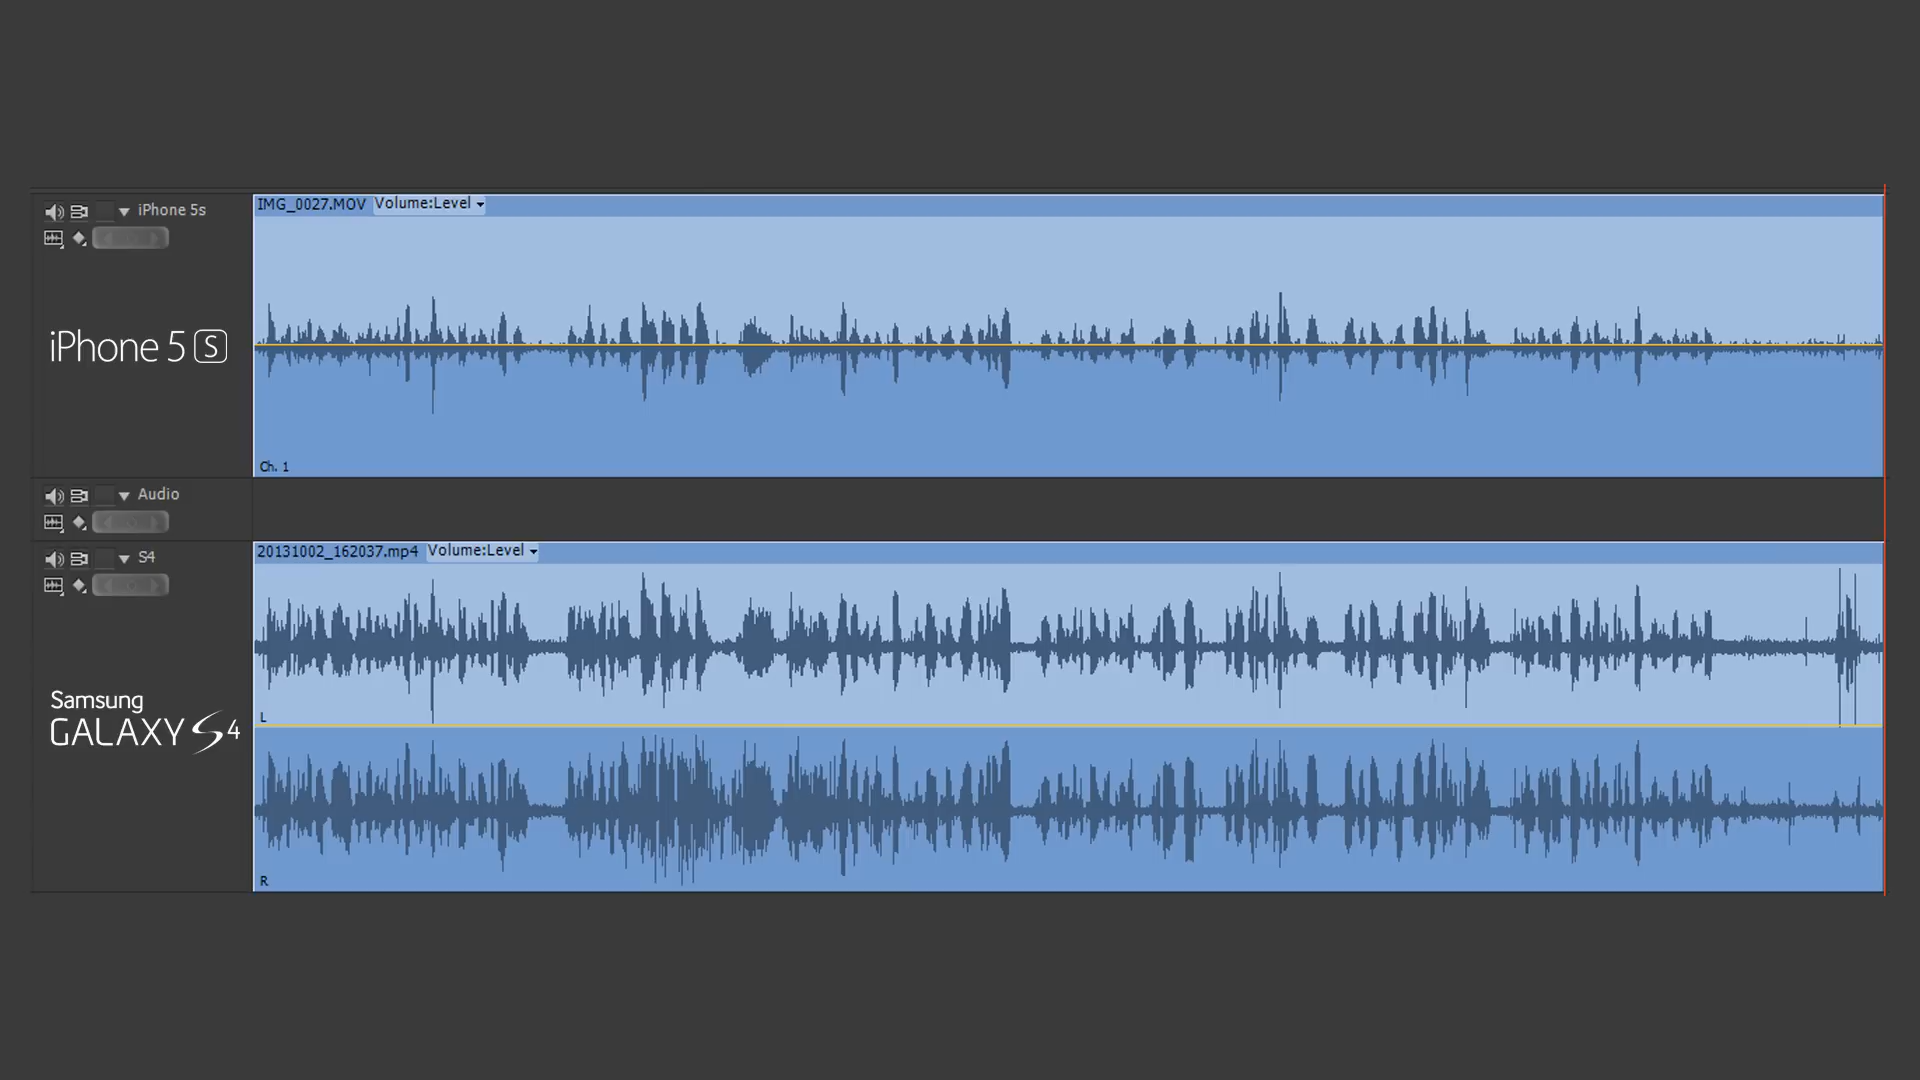 IMG_0027.MOV Volume:Level
iPhone 5s
iPhone 5 S
Ch. 1
Audio
20131002_162037.mp4 Volume:Level
S4
L
Samsung
GALAXY S4
R